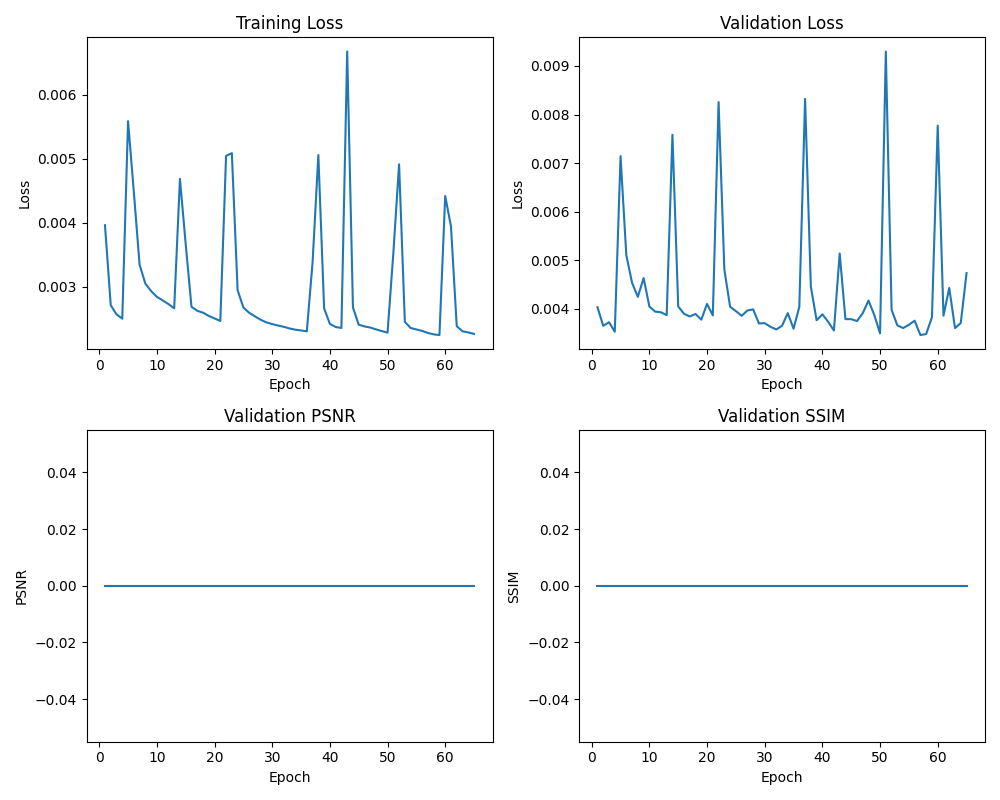 Training Loss
Validation Loss
0.006
0.005
0.004
0.003
Loss
0 10 20 30 40 50 60
Epoch
0.009
0.008
0.007
0.006
0.005
0.004
Loss
0 10 20 30 40 50 60
Epoch
Validation PSNR
Validation SSIM
0.04
0.02
0.00
−0.02
−0.04
PSNR
0 10 20 30 40 50 60
Epoch
0.04
0.02
0.00
−0.02
−0.04
SSIM
0 10 20 30 40 50 60
Epoch